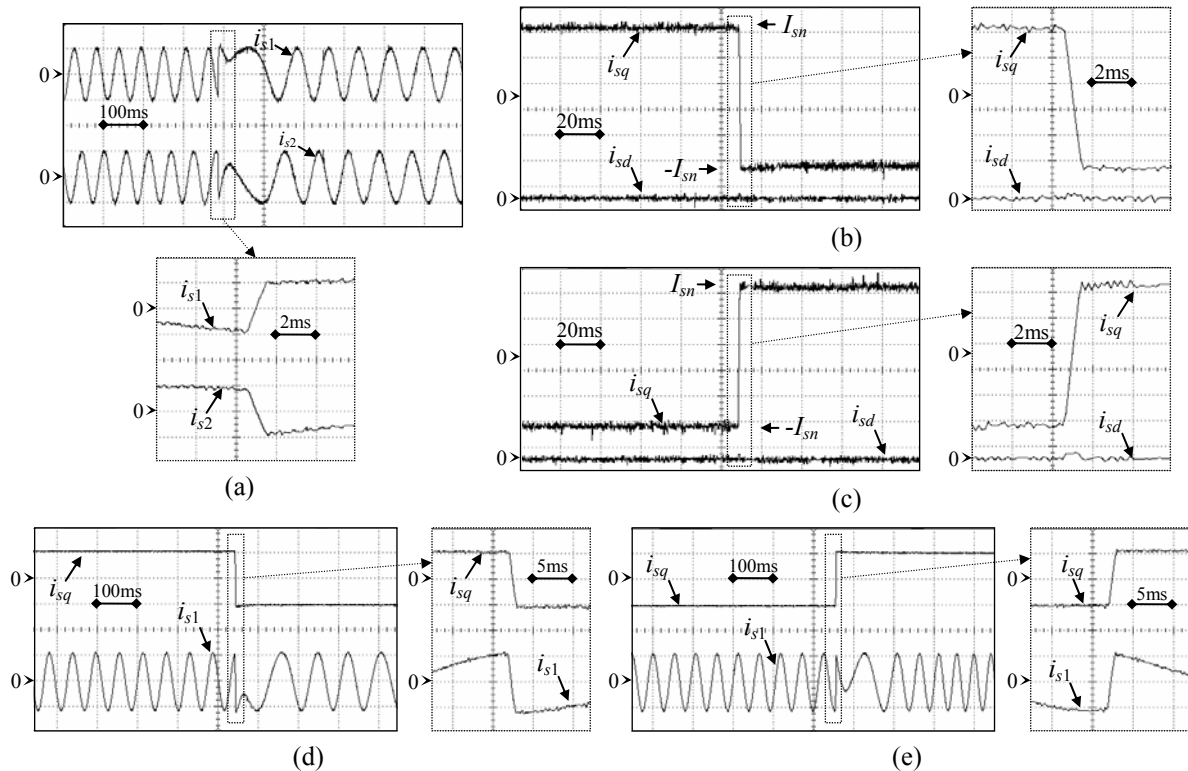 i_s1
0
100ms
i_s2
0
i_s1
0
2ms
0
i_s2
(a)
I_sn
i_sq
0
20ms
i_sd
-I_sn
0
i_sq
2ms
0
i_sd
0
(b)
I_sn
20ms
0
i_sq
i_sd
-I_sn
0
2ms
i_sq
0
i_sd
0
(c)
0
i_sq
100ms
i_s1
0
0
i_sq
5ms
i_s1
0
(d)
0
i_sq
100ms
i_s1
0
0
i_sq
5ms
i_s1
0
(e)